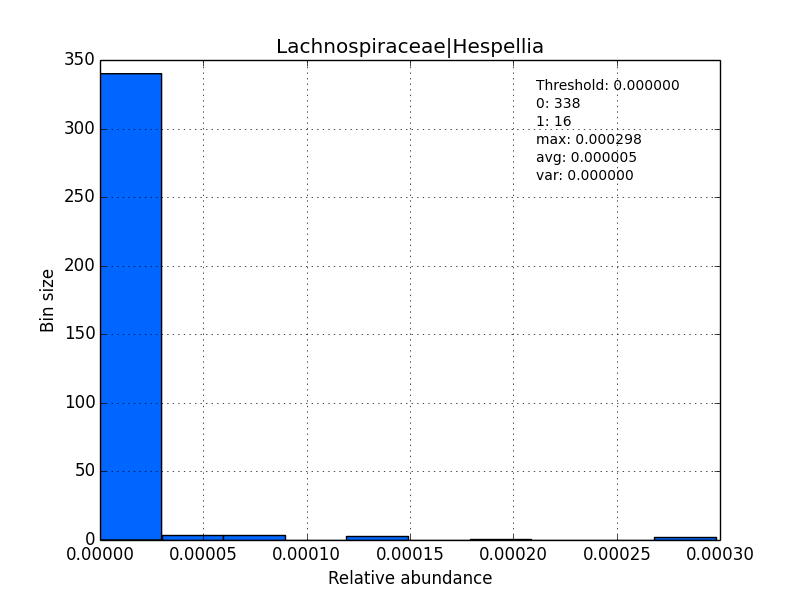 Lachnospiraceae|Hespellia
350
300
250
200
150
100
50
0
Bin size
Threshold: 0.000000
0: 338
1: 16
max: 0.000298
avg: 0.000005
var: 0.000000
0.00000 0.00005 0.00010 0.00015 0.00020 0.00025 0.00030
Relative abundance